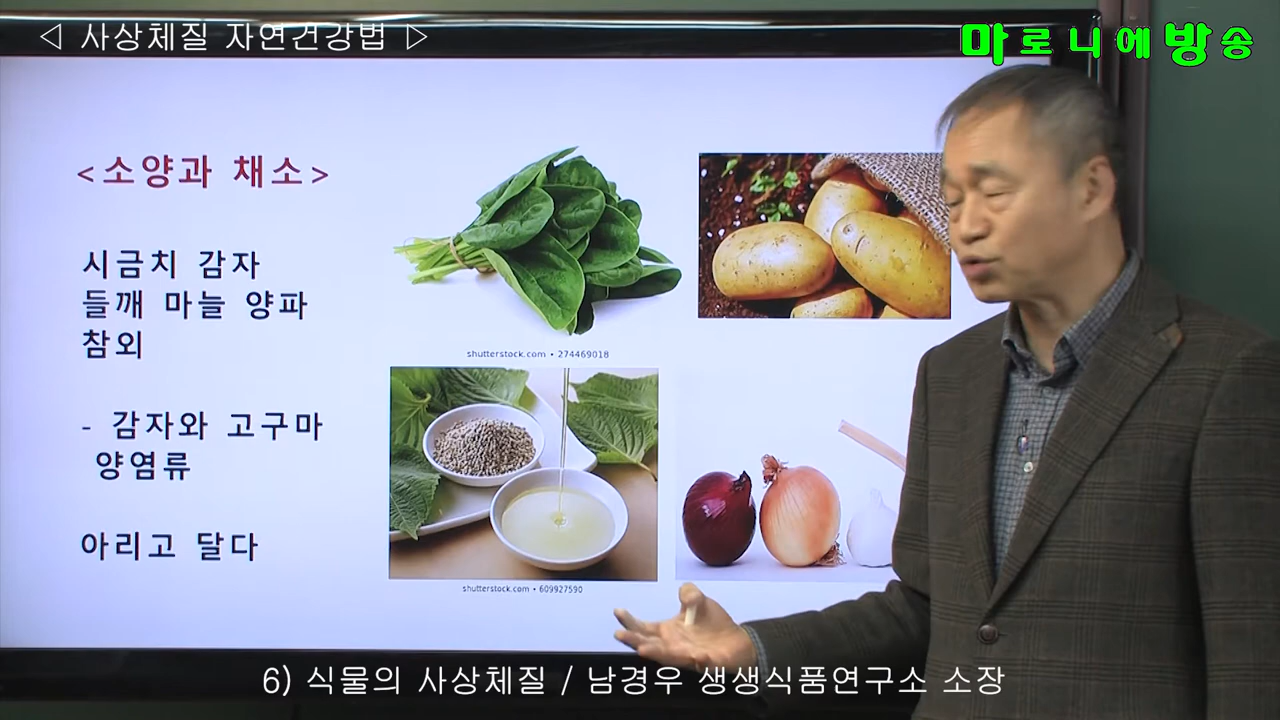 ◁ 사상체질 자연건강법 ▷
마로니에방송
<소양과 채소>
시금치 감자
들깨 마늘 양파
참외
- 감자와 고구마
양염류
아리고 달다
shutterstock.com • 274469018
shutterstock.com • 609927590
6) 식물의 사상체질 / 남경우 생생식품연구소 소장